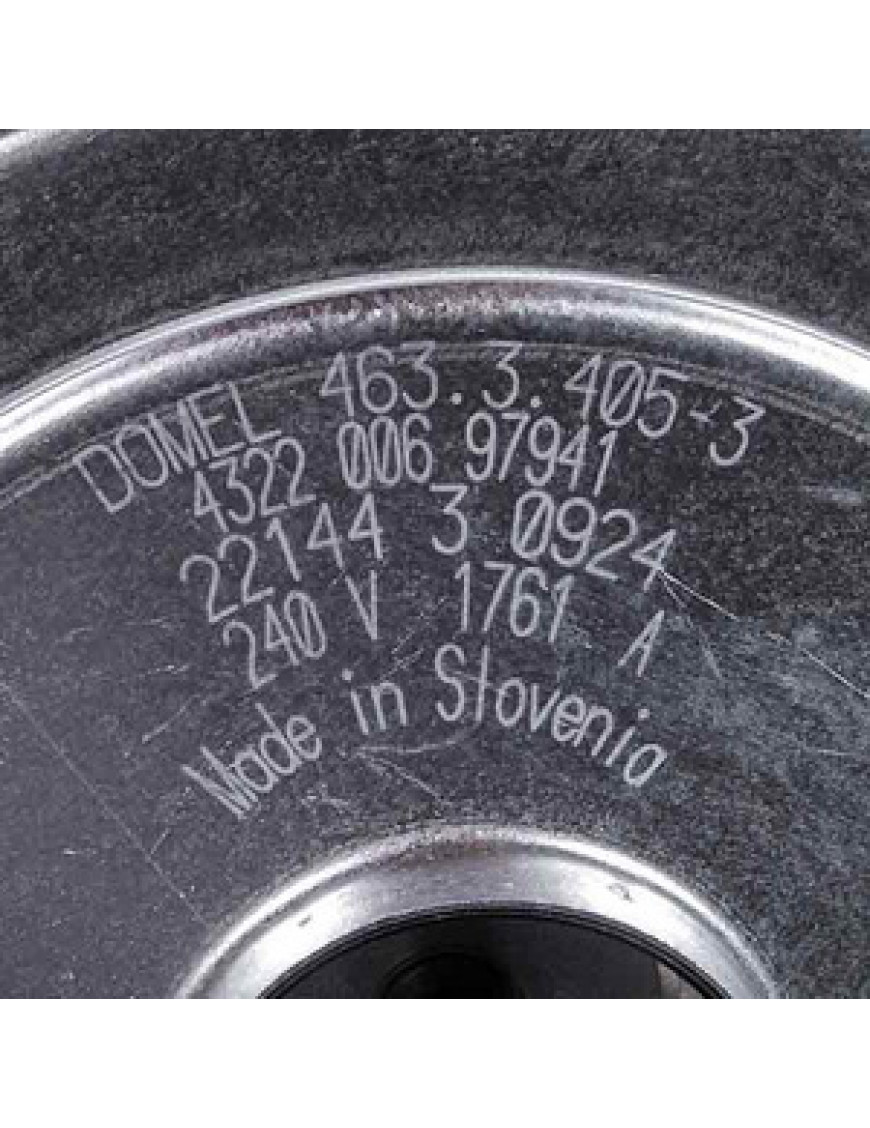 DOMEL 463.3.405-3
4322 006 97941
22144 3 0924
240 V 1761 A
Made in Slovenia